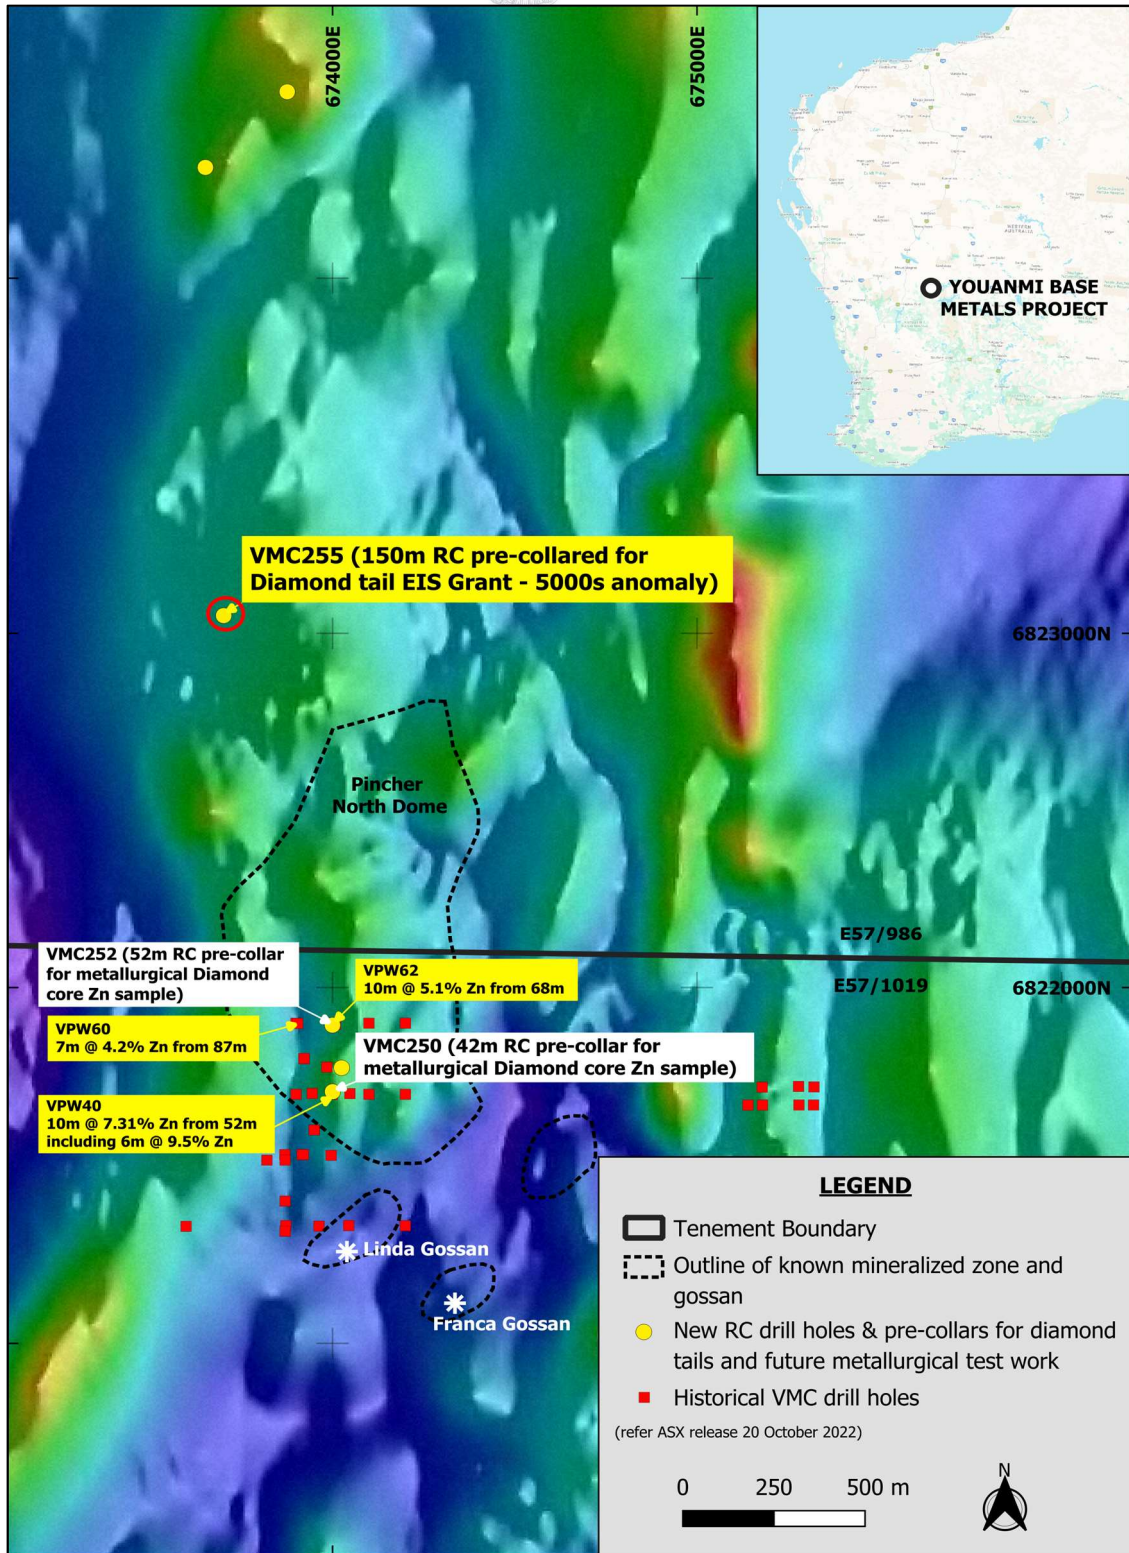 674000E
675000E
YOUANMI BASE
METALS PROJECT
WESTERN
AUSTRALIA
VMC255 (150m RC pre-collared for
Diamond tail EIS Grant - 5000s anomaly)
6823000N
Pincher
North Dome
E57/986
VMC252 (52m RC pre-collar
for metallurgical Diamond
core Zn sample)
VPW62
10m @ 5.1% Zn from 68m
E57/1019
6822000N
VPW60
7m @ 4.2% Zn from 87m
VMC250 (42m RC pre-collar for
metallurgical Diamond core Zn sample)
VPW40
10m @ 7.31% Zn from 52m
including 6m @ 9.5% Zn
Linda Gossan
Franca Gossan
LEGEND
Tenement Boundary
Outline of known mineralized zone and
gossan
New RC drill holes & pre-collars for diamond
tails and future metallurgical test work
Historical VMC drill holes
(refer ASX release 20 October 2022)
0 250 500 m
N